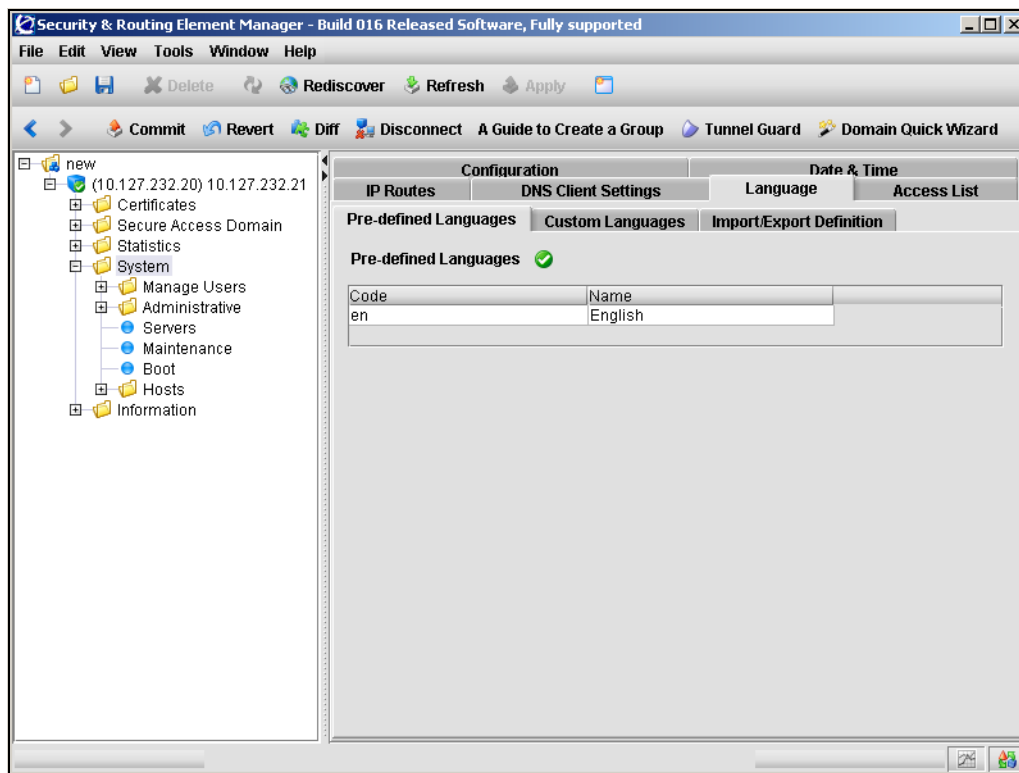 Security & Routing Element Manager - Build 016 Released Software, Fully supported
File Edit View Tools Window Help
Delete Rediscover Refresh Apply
Commit Revert Diff Disconnect A Guide to Create a Group Tunnel Guard Domain Quick Wizard
new
(10.127.232.20) 10.127.232.21
Certificates
Secure Access Domain
Statistics
System
Manage Users
Administrative
Servers
Maintenance
Boot
Hosts
Information
Configuration Date & Time
IP Routes DNS Client Settings Language Access List
Pre-defined Languages Custom Languages Import/Export Definition
Pre-defined Languages
Code Name
en English